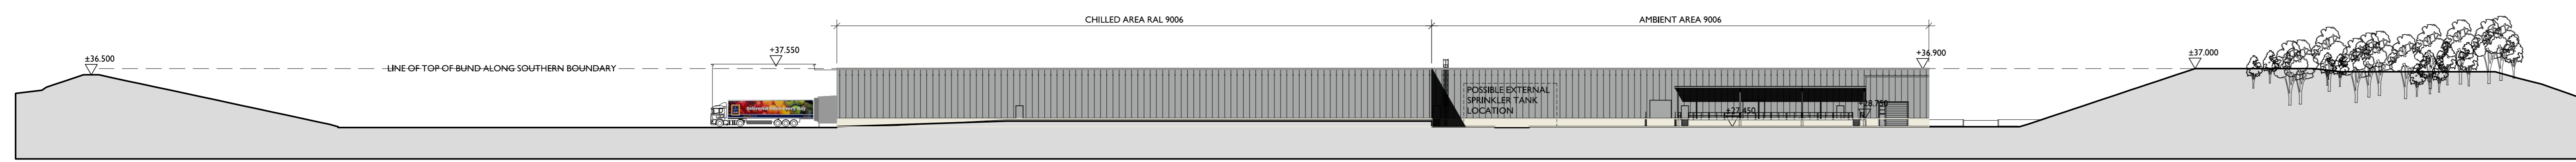 CHILLED AREA RAL 9006
AMBIENT AREA 9006
±36.500
LINE OF TOP OF BUND ALONG SOUTHERN BOUNDARY
+37.550
+36.900
±37.000
POSSIBLE EXTERNAL
SPRINKLER TANK
LOCATION
+27.450
+28.750